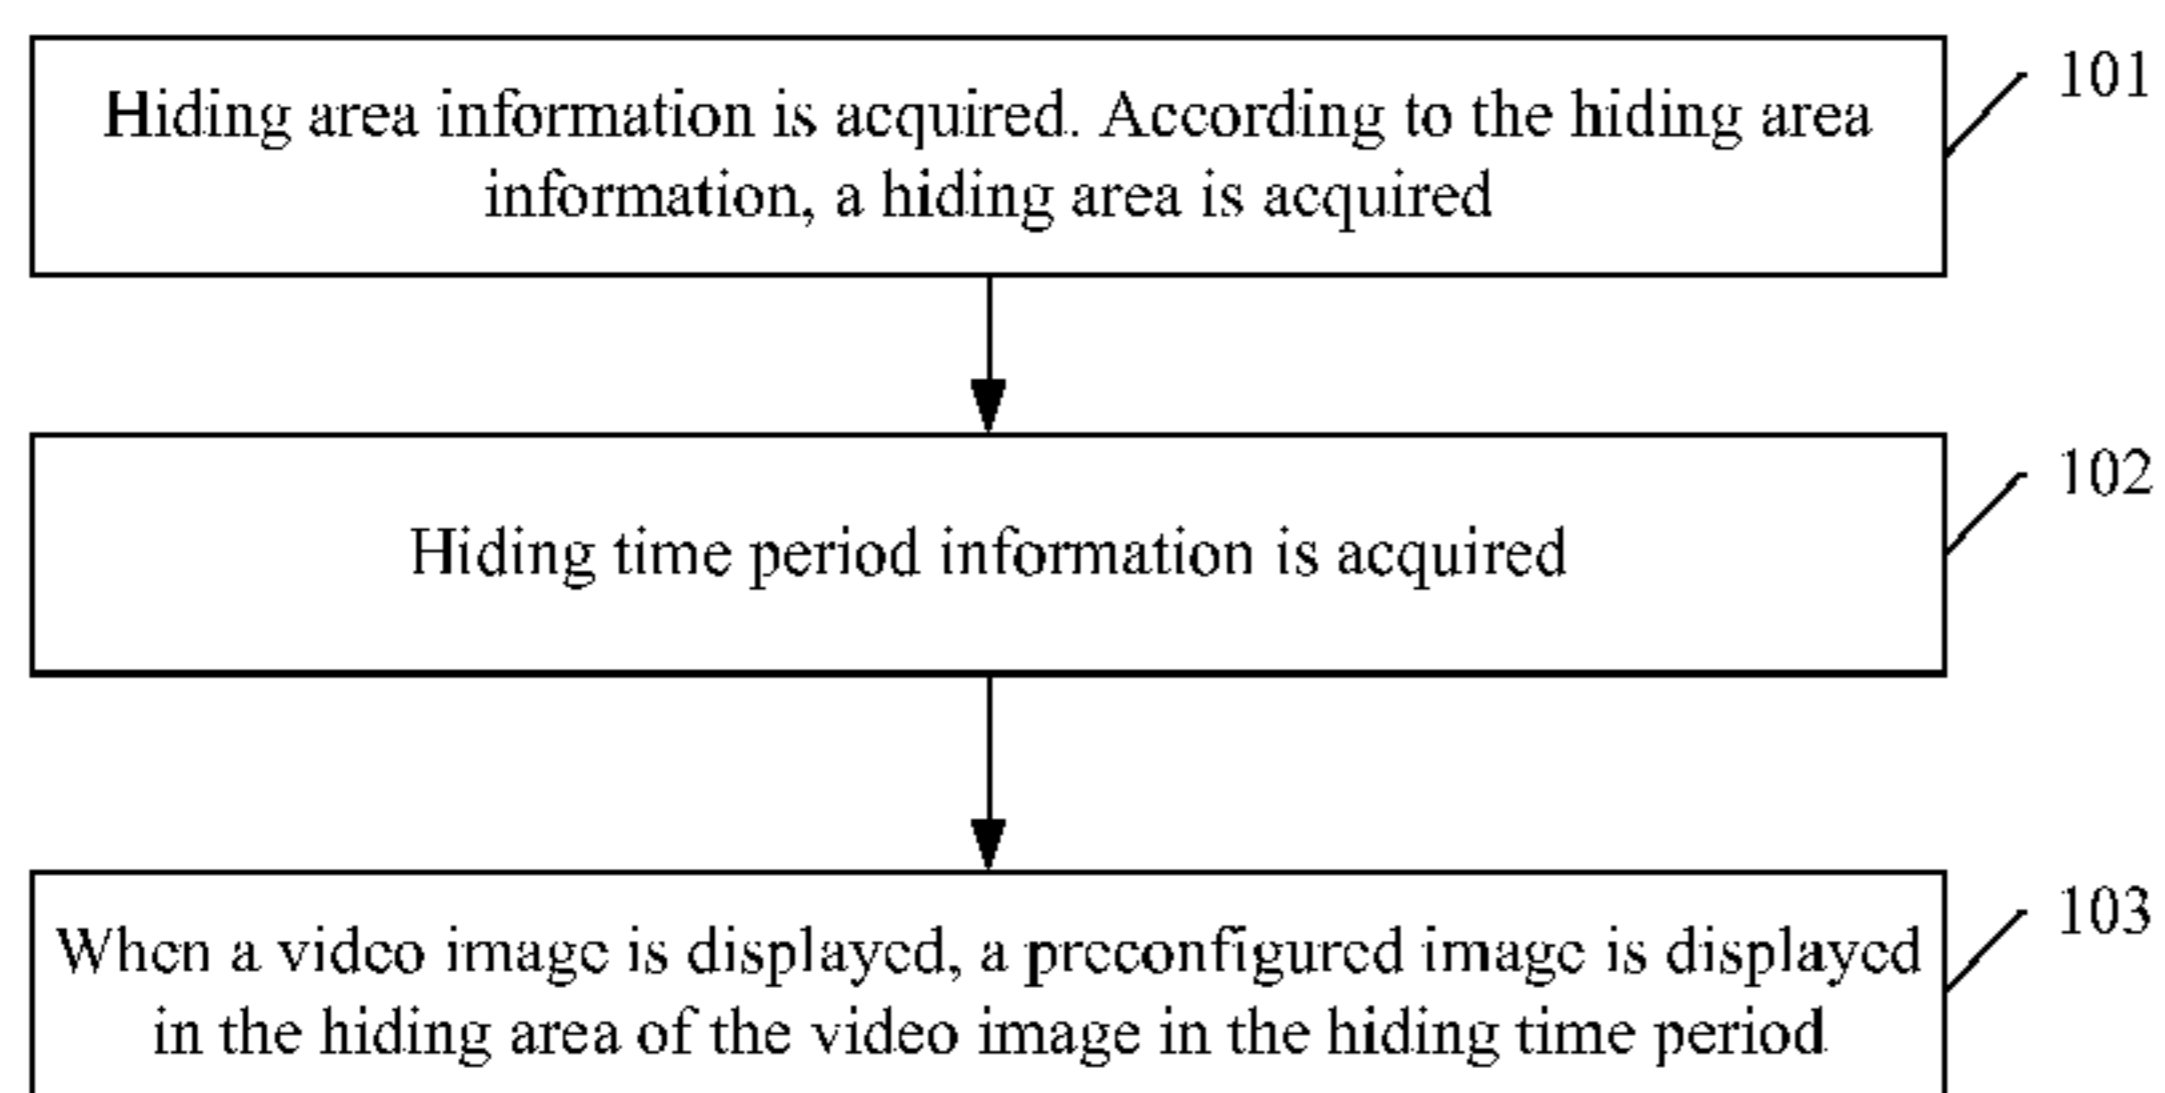 Hiding area information is acquired. According to the hiding area
information, a hiding area is acquired
101
Hiding time period information is acquired
102
When a video image is displayed, a preconfigured image is displayed
in the hiding area of the video image in the hiding time period
103